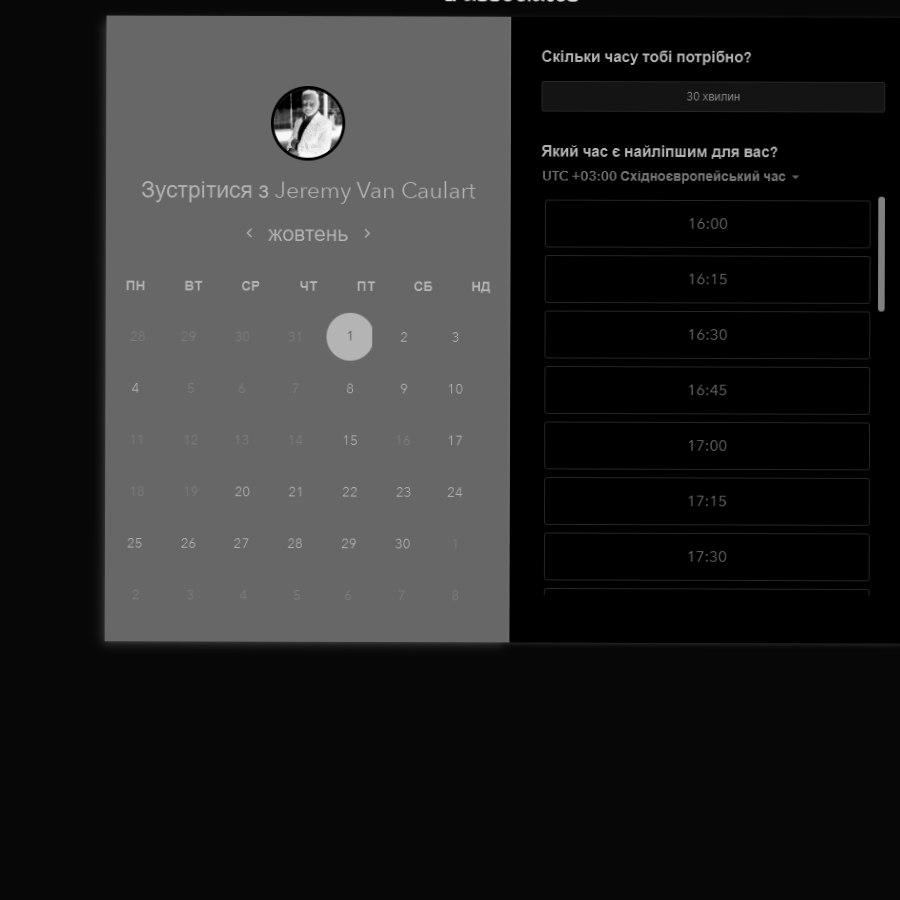 & associates
Зустрітися з Jeremy Van Caulart
жовтень
ПН ВТ СР ЧТ ПТ СБ НД
28 29 30 31 1 2 3
4 5 6 7 8 9 10
11 12 13 14 15 16 17
18 19 20 21 22 23 24
25 26 27 28 29 30 1
2 3 4 5 6 7 8
Скільки часу тобі потрібно?
30 хвилин
Який час є найліпшим для вас?
UTC +03:00 Східноєвропейський час
16:00
16:15
16:30
16:45
17:00
17:15
17:30